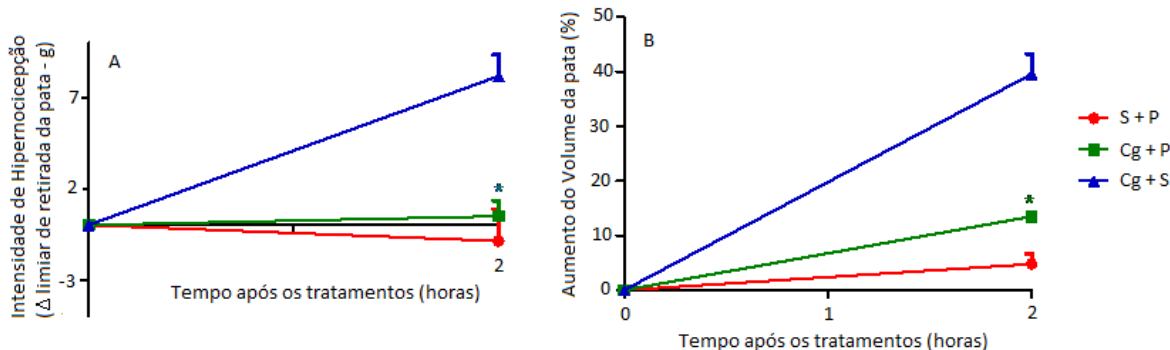 Intensidade de Hipernocicepção
(Δ limiar de retirada da pata - g)
A
7
2
-3
*
2
Tempo após os tratamentos (horas)
Aumento do Volume da pata (%)
B
50
40
30
20
10
0
*
0 1 2
Tempo após os tratamentos (horas)
S + P
Cg + P
Cg + S